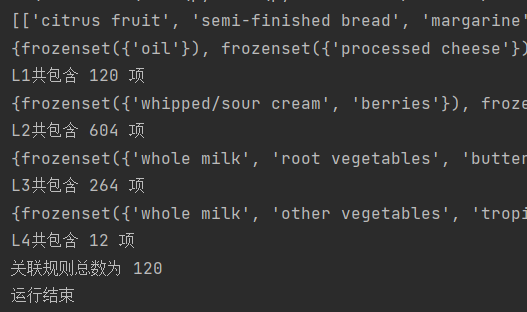 [['citrus fruit', 'semi-finished bread', 'margarine'
{frozenset({'oil'}), frozenset({'processed cheese'})
L1共包含 120 项
{frozenset({'whipped/sour cream', 'berries'}), froze
L2共包含 604 项
{frozenset({'whole milk', 'root vegetables', 'butter
L3共包含 264 项
{frozenset({'whole milk', 'other vegetables', 'tropi
L4共包含 12 项
关联规则总数为 120
运行结束